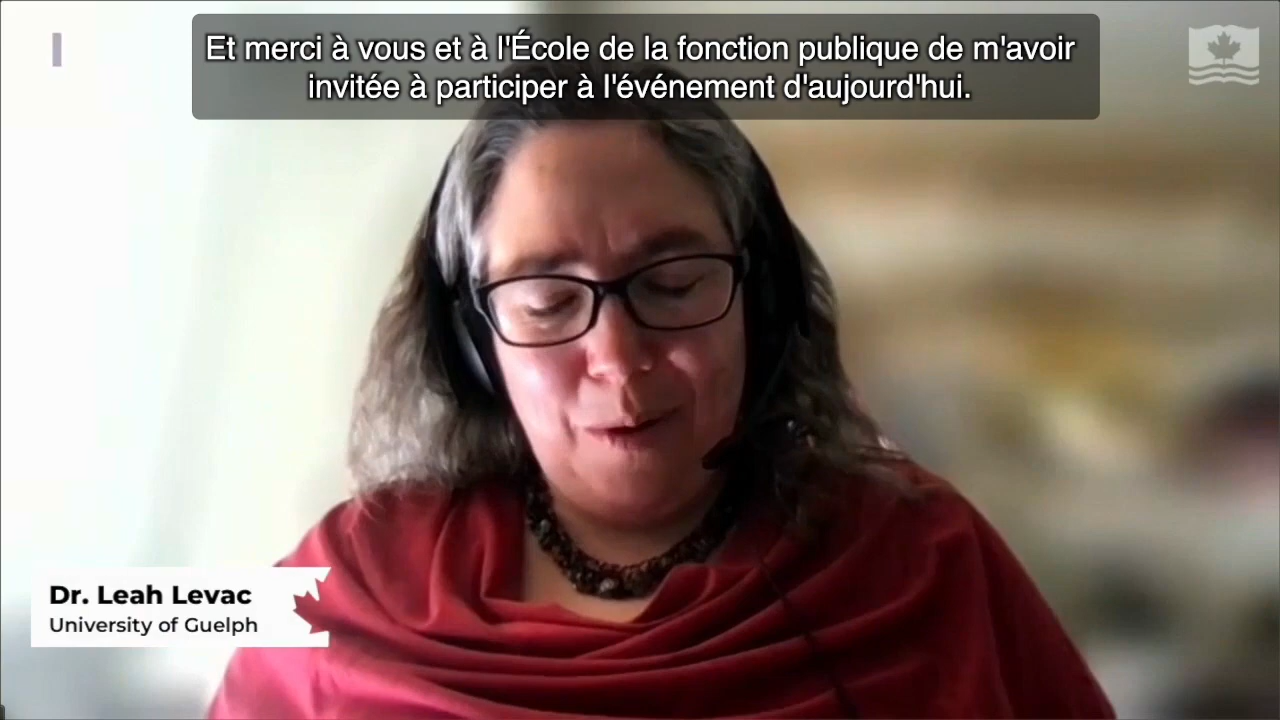 Et merci à vous et à l'École de la fonction publique de m'avoir
invitée à participer à l'événement d'aujourd'hui.
Dr. Leah Levac
University of Guelph